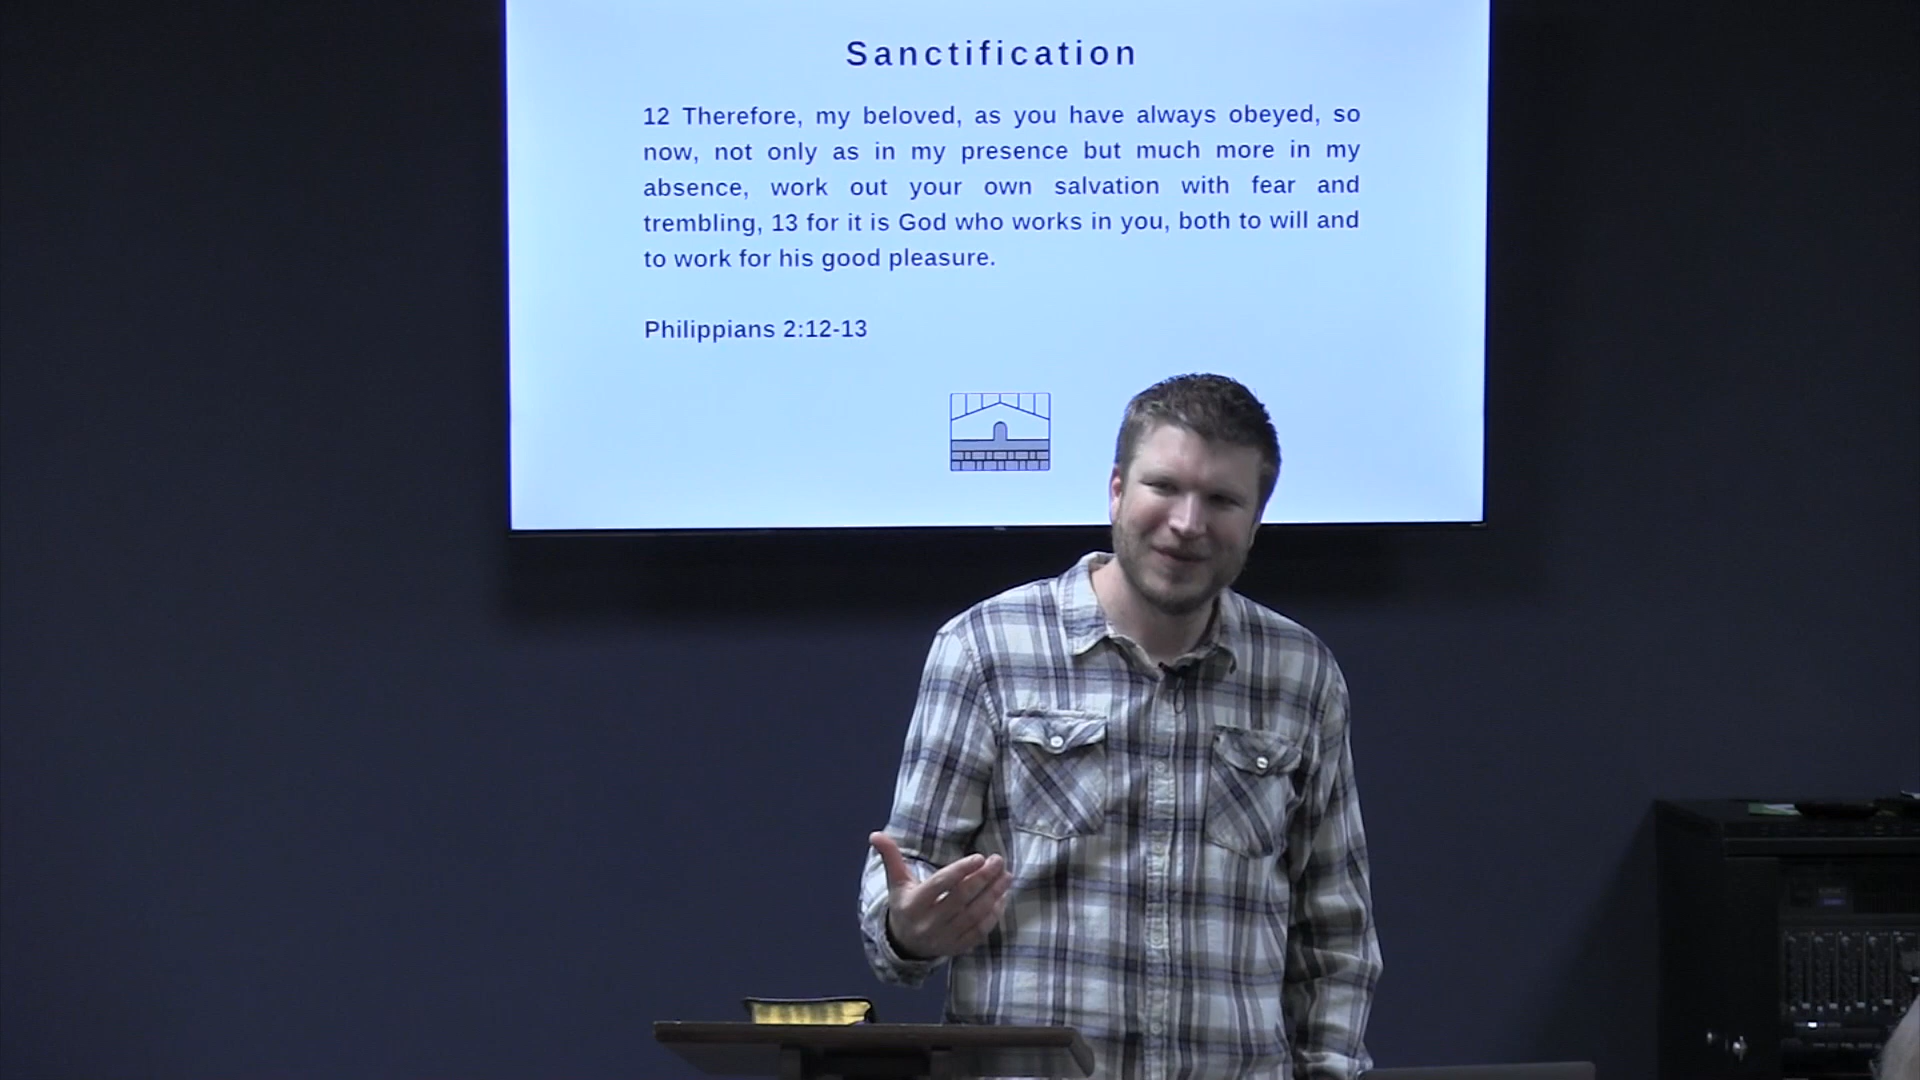 Sanctification
12 Therefore, my beloved, as you have always obeyed, so
now, not only as in my presence but much more in my
absence, work out your own salvation with fear and
trembling, 13 for it is God who works in you, both to will and
to work for his good pleasure.
Philippians 2:12-13